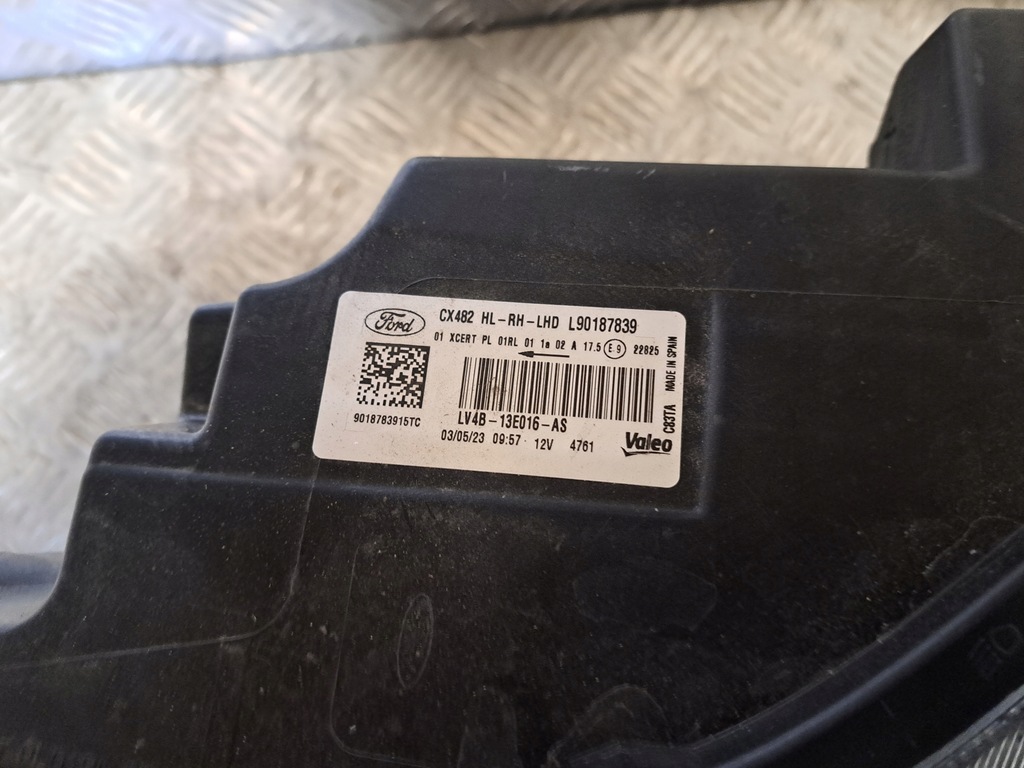 Ford
CX482 HL-RH-LHD L90187839
01 XCERT PL 01RL 01 1a 02 A 17.5 E 9 22825
9018783915TC
LV4B-13E016-AS
03/05/23 09:57 12V 4761
Valeo
C83TA MADE IN SPAIN